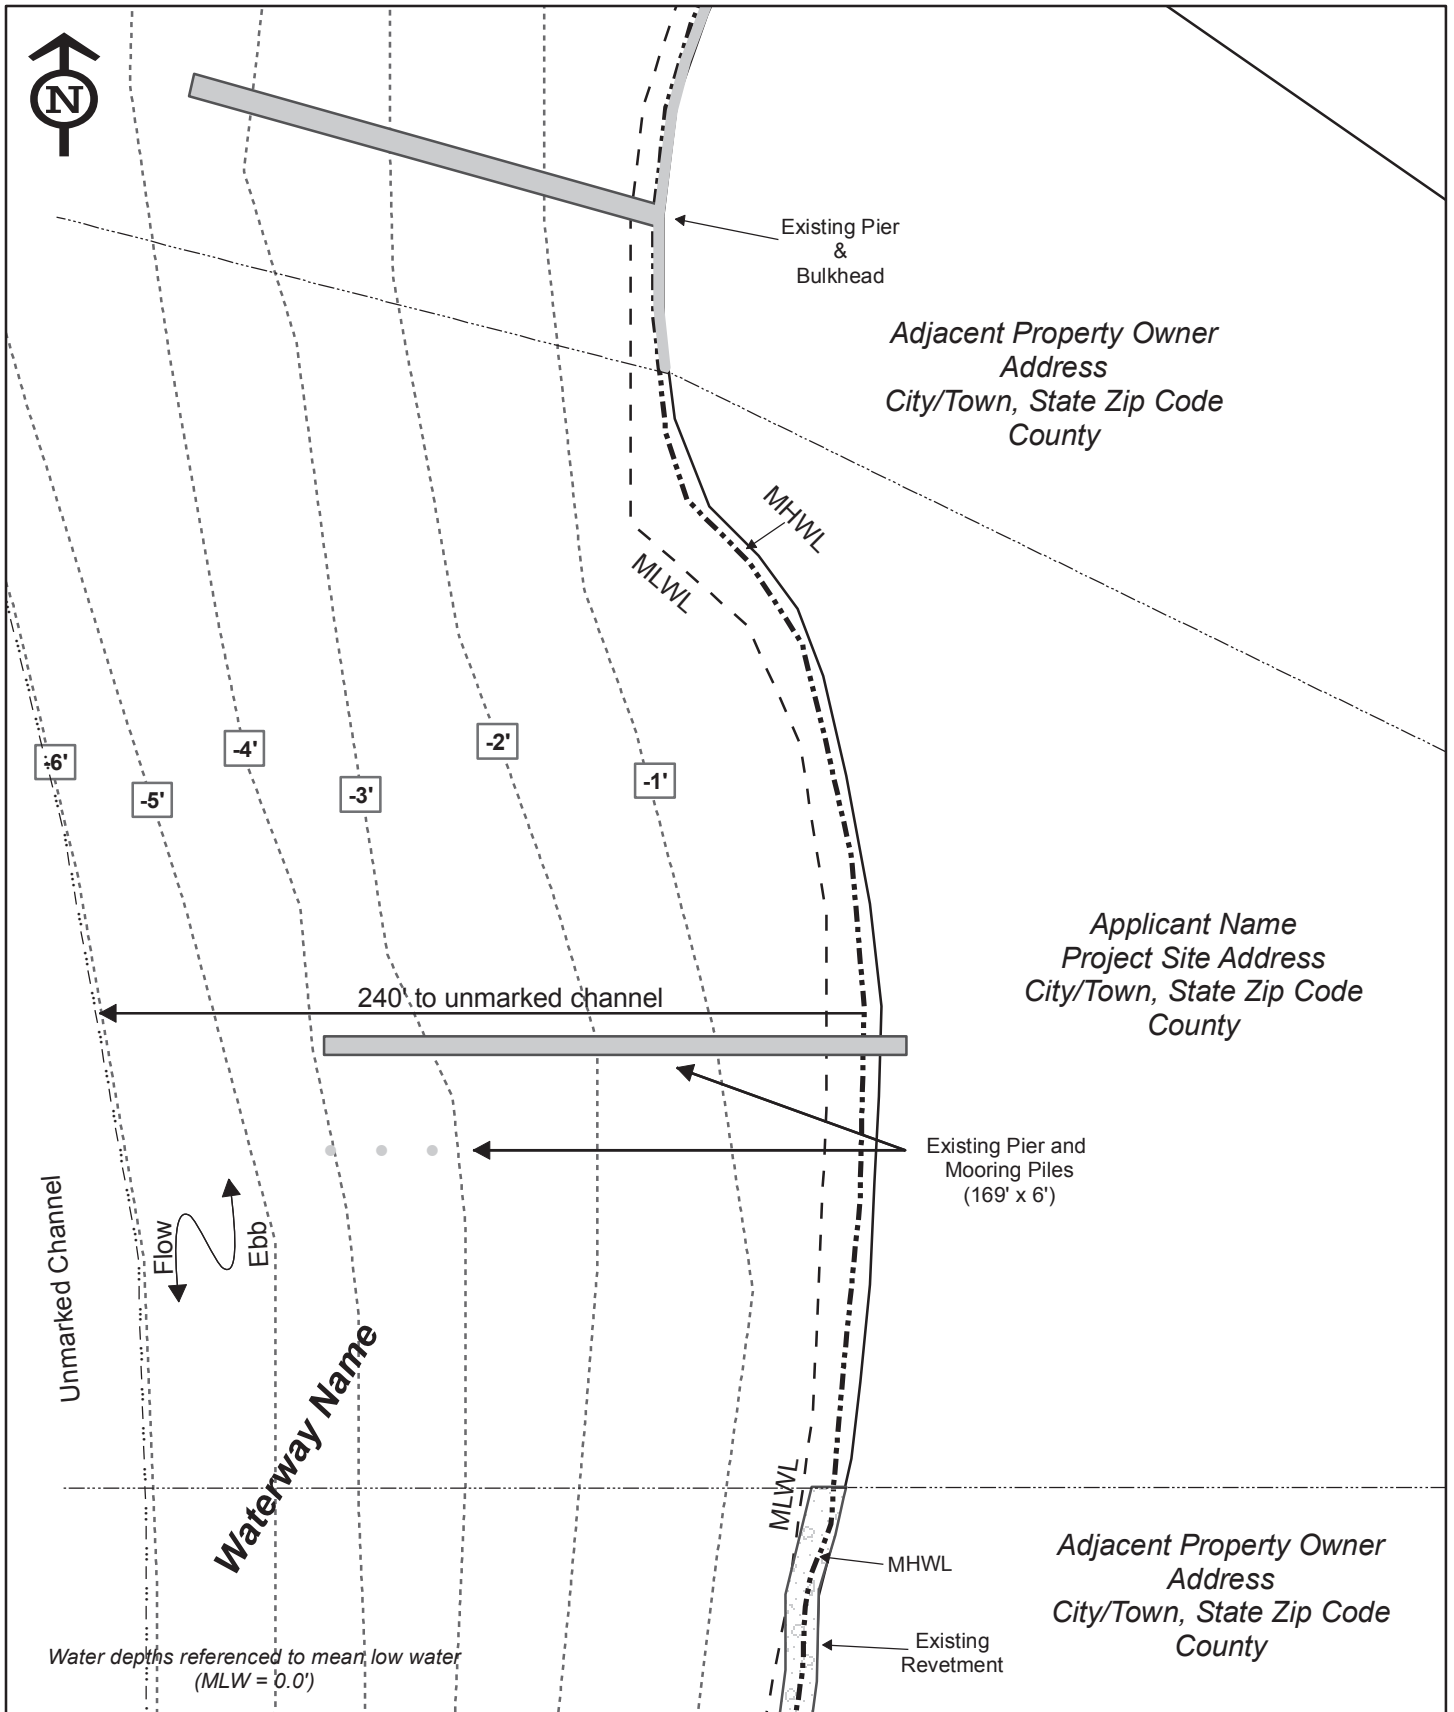 N
Existing Pier
&
Bulkhead
Adjacent Property Owner
Address
City/Town, State Zip Code
County
MHWL
MLWL
-6'
-5'
-4'
-3'
-2'
-1'
Applicant Name
Project Site Address
City/Town, State Zip Code
County
240' to unmarked channel
Existing Pier and
Mooring Piles
(169' x 6')
Unmarked Channel
Flow
Ebb
Waterway Name
MLWL
MHWL
Adjacent Property Owner
Address
City/Town, State Zip Code
County
Existing
Revetment
Water depths referenced to mean low water
(MLW = 0.0')